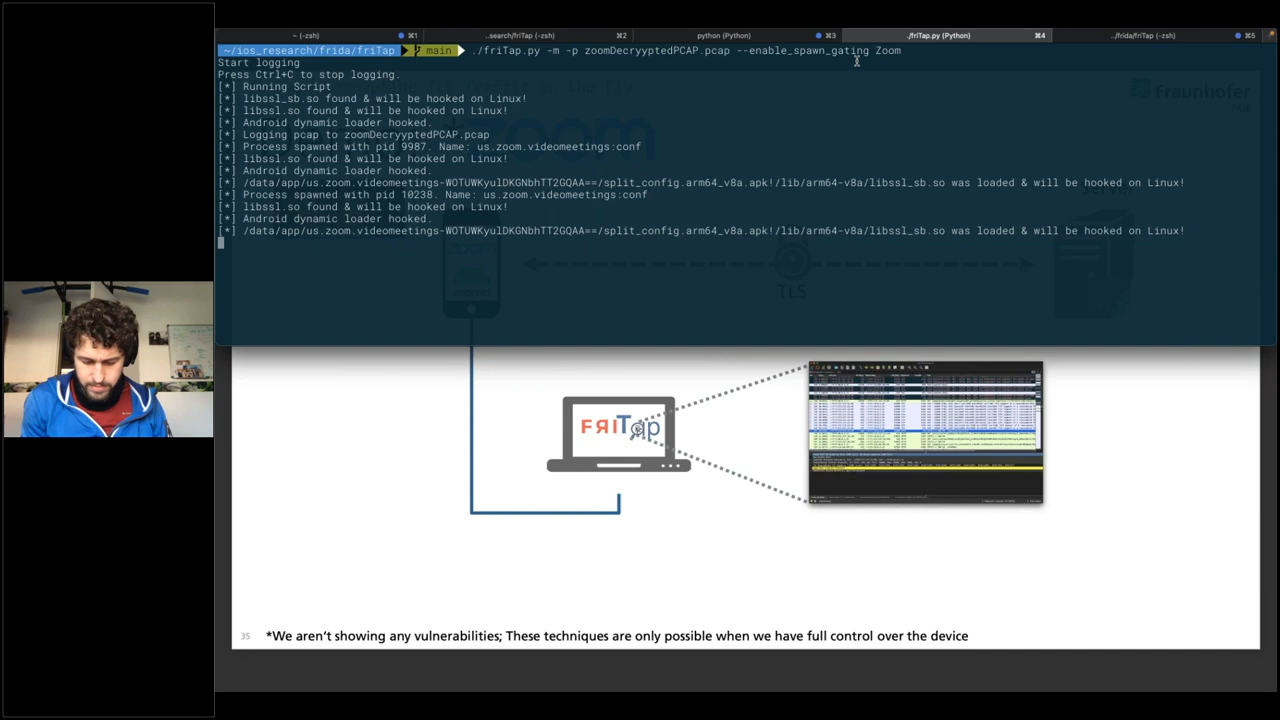 ~ (-zsh) ⌘1 ..search/friTap (-zsh) ⌘2 python (Python) ⌘3 ./friTap.py (Python) ⌘4 ../frida/friTap (-zsh) ⌘5
~/ios_research/frida/friTap main ./friTap.py -m -p zoomDecryyptedPCAP.pcap --enable_spawn_gating Zoom
Start logging
Press Ctrl+C to stop logging.
[*] Running Script
[*] libssl_sb.so found & will be hooked on Linux!
[*] libssl.so found & will be hooked on Linux!
[*] Android dynamic loader hooked.
[*] Logging pcap to zoomDecryyptedPCAP.pcap
[*] Process spawned with pid 9987. Name: us.zoom.videomeetings:conf
[*] libssl.so found & will be hooked on Linux!
[*] Android dynamic loader hooked.
[*] /data/app/us.zoom.videomeetings-WOTUWKyulDKGNbhTT2GQAA==/split_config.arm64_v8a.apk!/lib/arm64-v8a/libssl_sb.so was loaded & will be hooked on Linux!
[*] Process spawned with pid 10238. Name: us.zoom.videomeetings:conf
[*] libssl.so found & will be hooked on Linux!
[*] Android dynamic loader hooked.
[*] /data/app/us.zoom.videomeetings-WOTUWKyulDKGNbhTT2GQAA==/split_config.arm64_v8a.apk!/lib/arm64-v8a/libssl_sb.so was loaded & will be hooked on Linux!
Fraunhofer
zoom
TLS
FRITap
35 *We aren't showing any vulnerabilities; These techniques are only possible when we have full control over the device